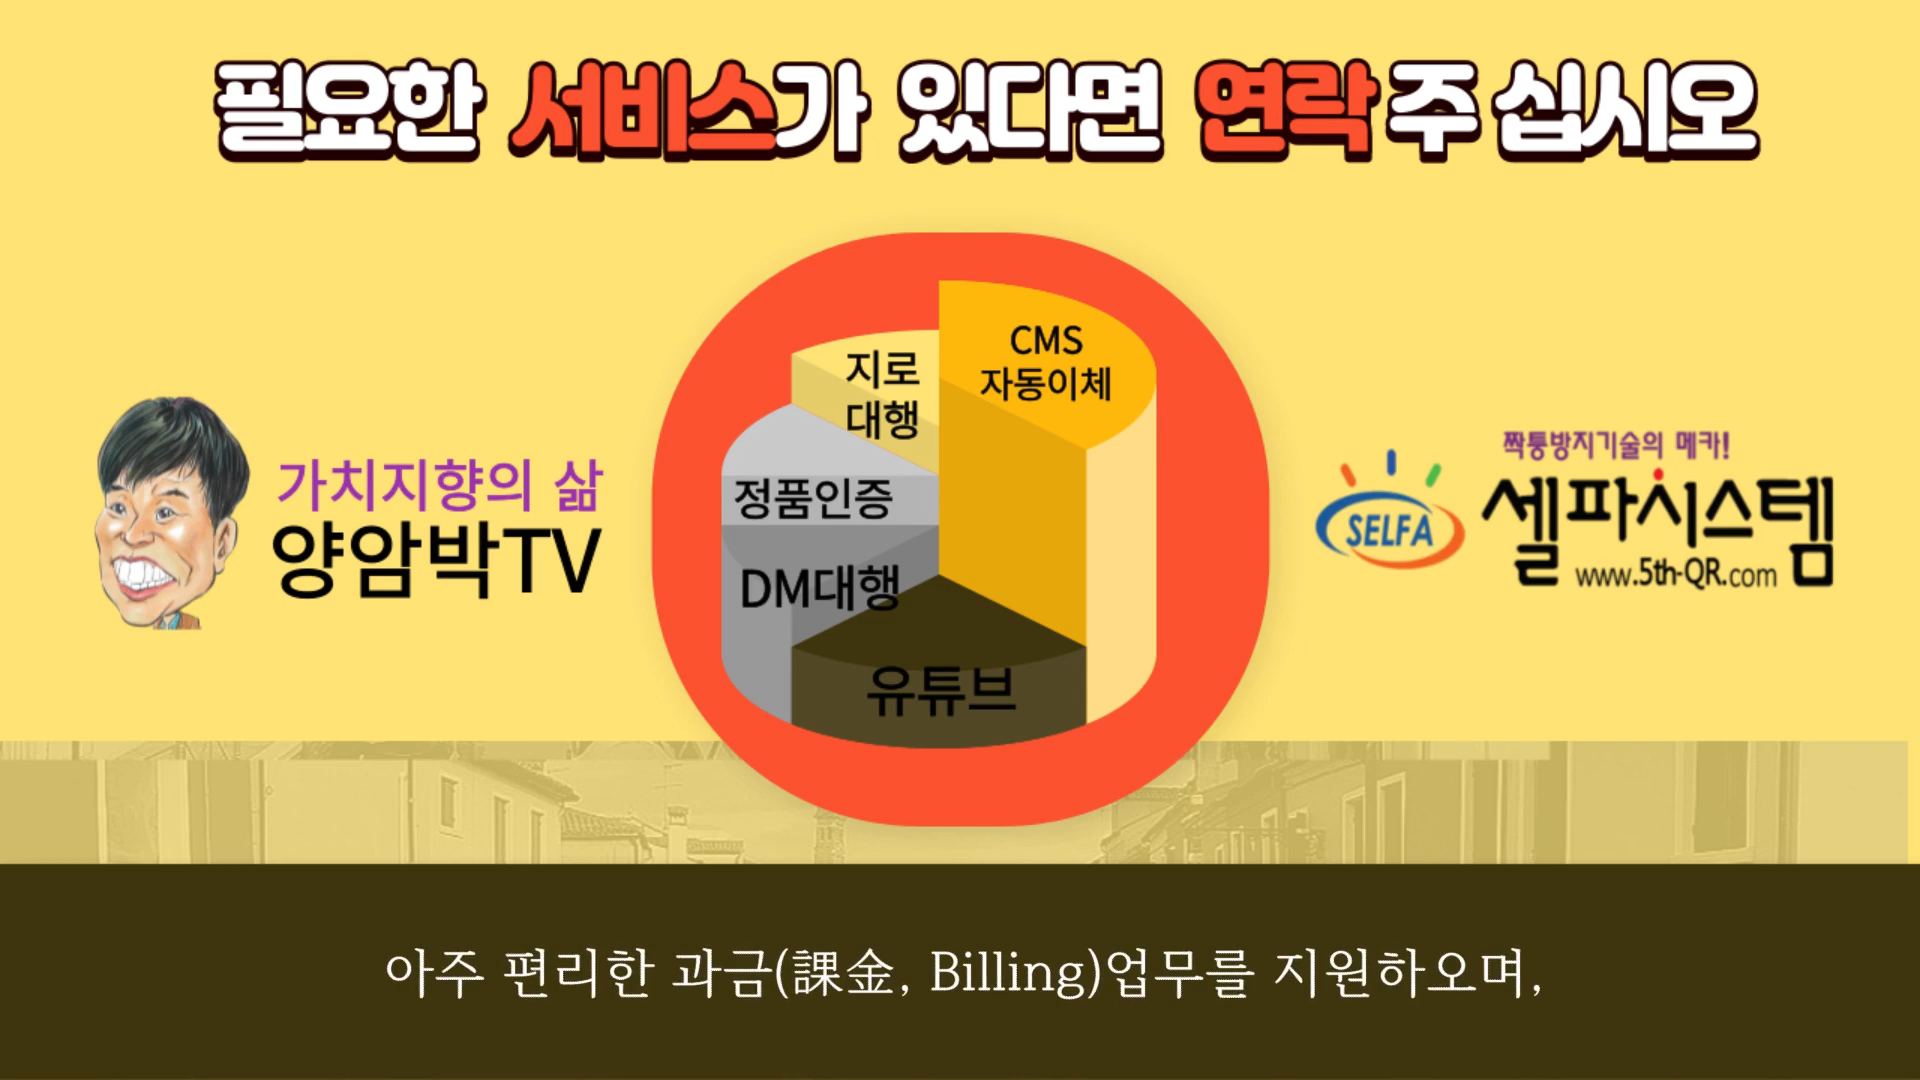 필요한 서비스가 있다면 연락주십시오
CMS
자동이체
지로
대행
정품인증
DM대행
유튜브
가치지향의 삶
양암박TV
짝퉁방지기술의 메카!
SELFA
셀파시스템
www.5th-QR.com
아주 편리한 과금(課金, Billing)업무를 지원하오며,